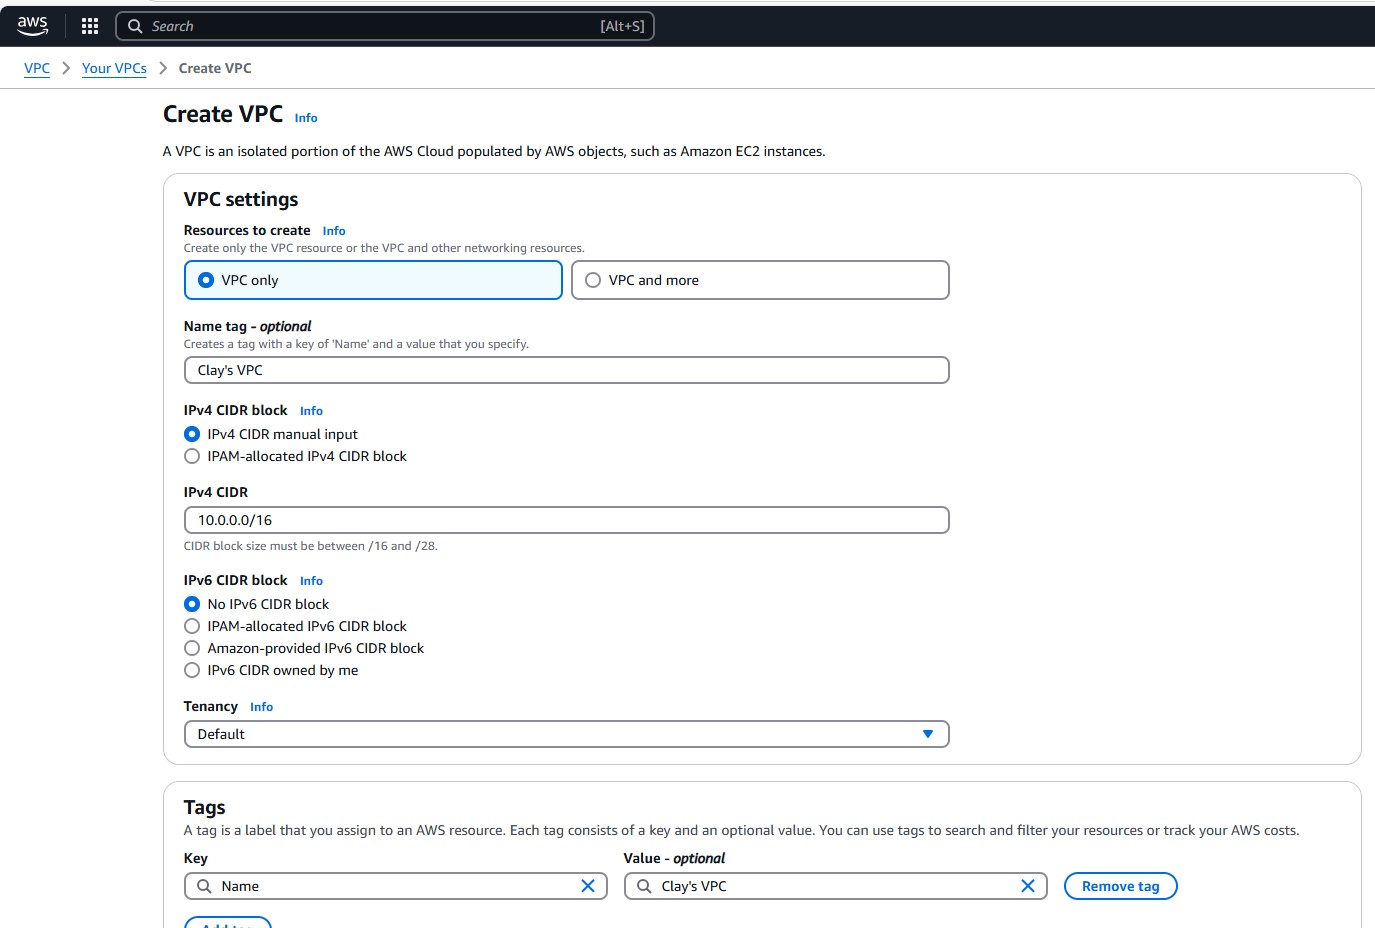 aws Search [Alt+S]
VPC > Your VPCs > Create VPC
Create VPC Info
A VPC is an isolated portion of the AWS Cloud populated by AWS objects, such as Amazon EC2 instances.
VPC settings
Resources to create Info
Create only the VPC resource or the VPC and other networking resources.
VPC only VPC and more
Name tag - optional
Creates a tag with a key of 'Name' and a value that you specify.
Clay's VPC
IPv4 CIDR block Info
IPv4 CIDR manual input
IPAM-allocated IPv4 CIDR block
IPv4 CIDR
10.0.0.0/16
CIDR block size must be between /16 and /28.
IPv6 CIDR block Info
No IPv6 CIDR block
IPAM-allocated IPv6 CIDR block
Amazon-provided IPv6 CIDR block
IPv6 CIDR owned by me
Tenancy Info
Default
Tags
A tag is a label that you assign to an AWS resource. Each tag consists of a key and an optional value. You can use tags to search and filter your resources or track your AWS costs.
Key Value - optional
Name Clay's VPC Remove tag
Add tag